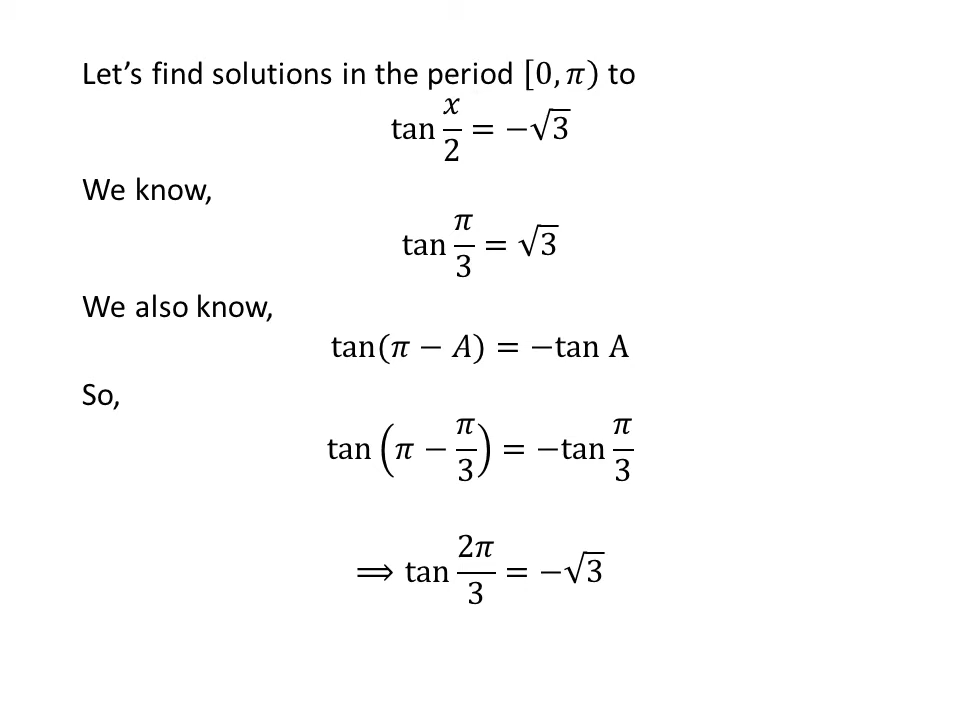 Let’s find solutions in the period [0, π) to
tan x/2 = −√3
We know,
tan π/3 = √3
We also know,
tan(π − A) = −tan A
So,
tan (π − π/3) = −tan π/3
⟹ tan 2π/3 = −√3